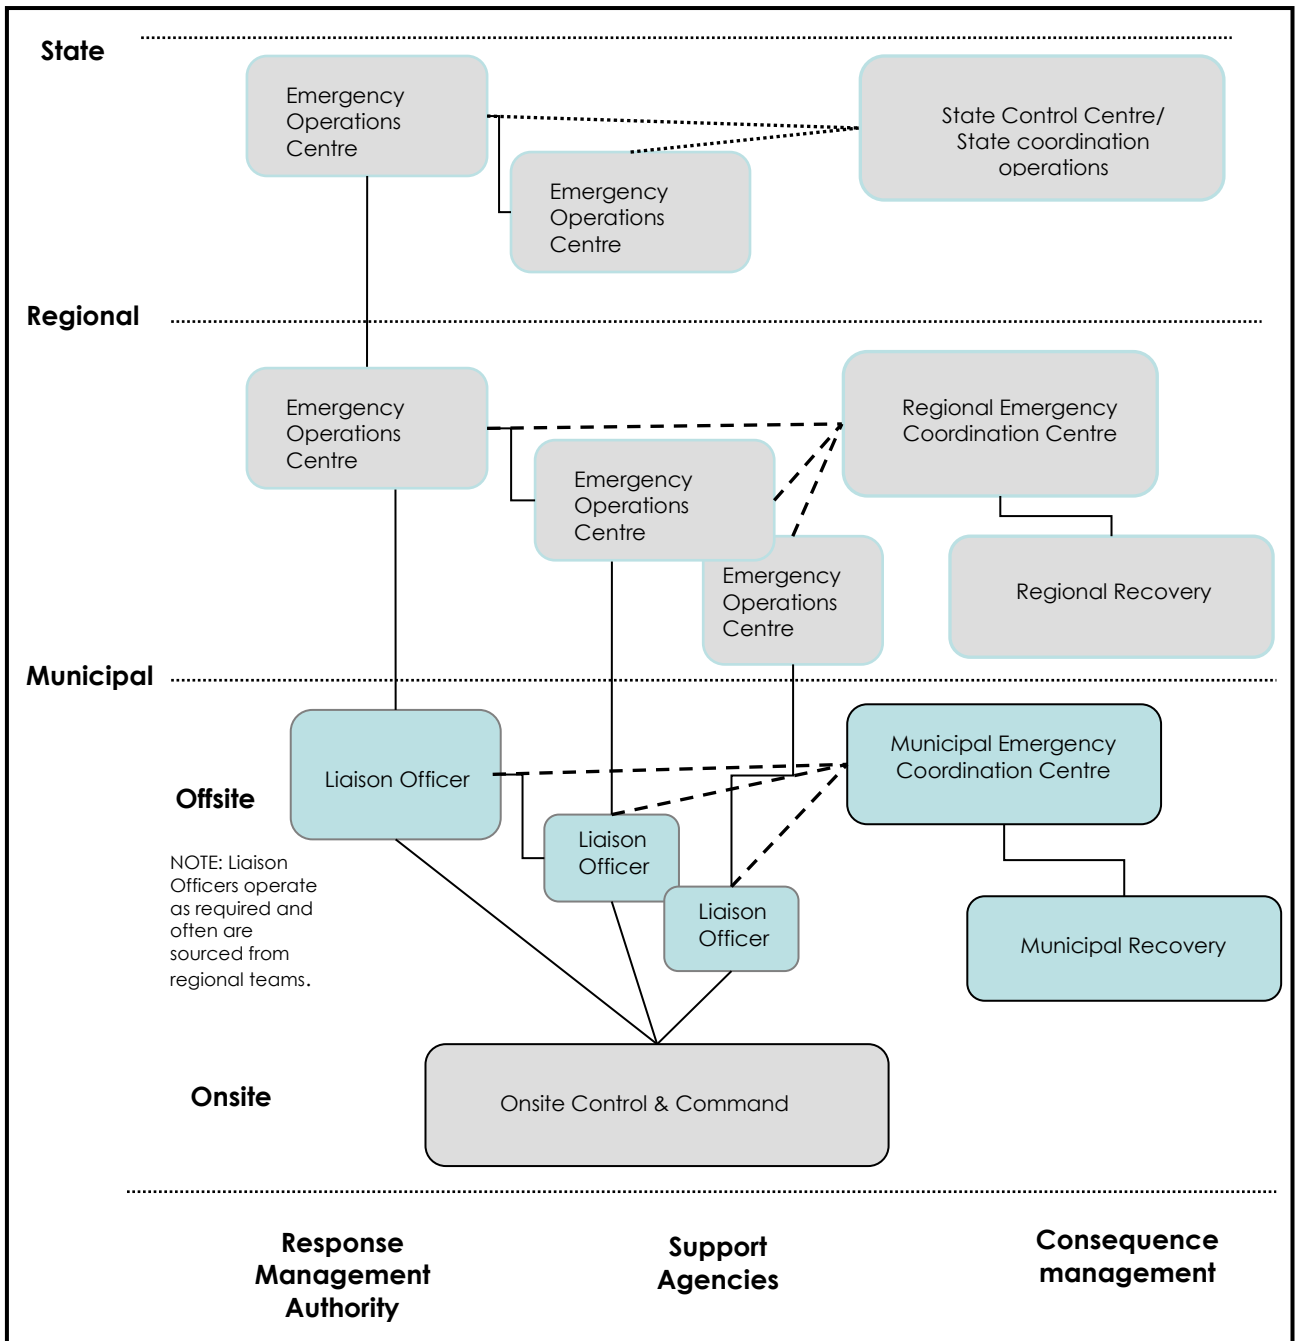 State
Emergency
Operations
Centre
State Control Centre/
State coordination
operations
Emergency
Operations
Centre
Regional
Emergency
Operations
Centre
Regional Emergency
Coordination Centre
Emergency
Operations
Centre
Emergency
Operations
Centre
Regional Recovery
Municipal
Liaison Officer
Municipal Emergency
Coordination Centre
Offsite
NOTE: Liaison
Officers operate
as required and
often are
sourced from
regional teams.
Liaison
Officer
Liaison
Officer
Municipal Recovery
Onsite
Onsite Control & Command
Response
Management
Authority
Support
Agencies
Consequence
management